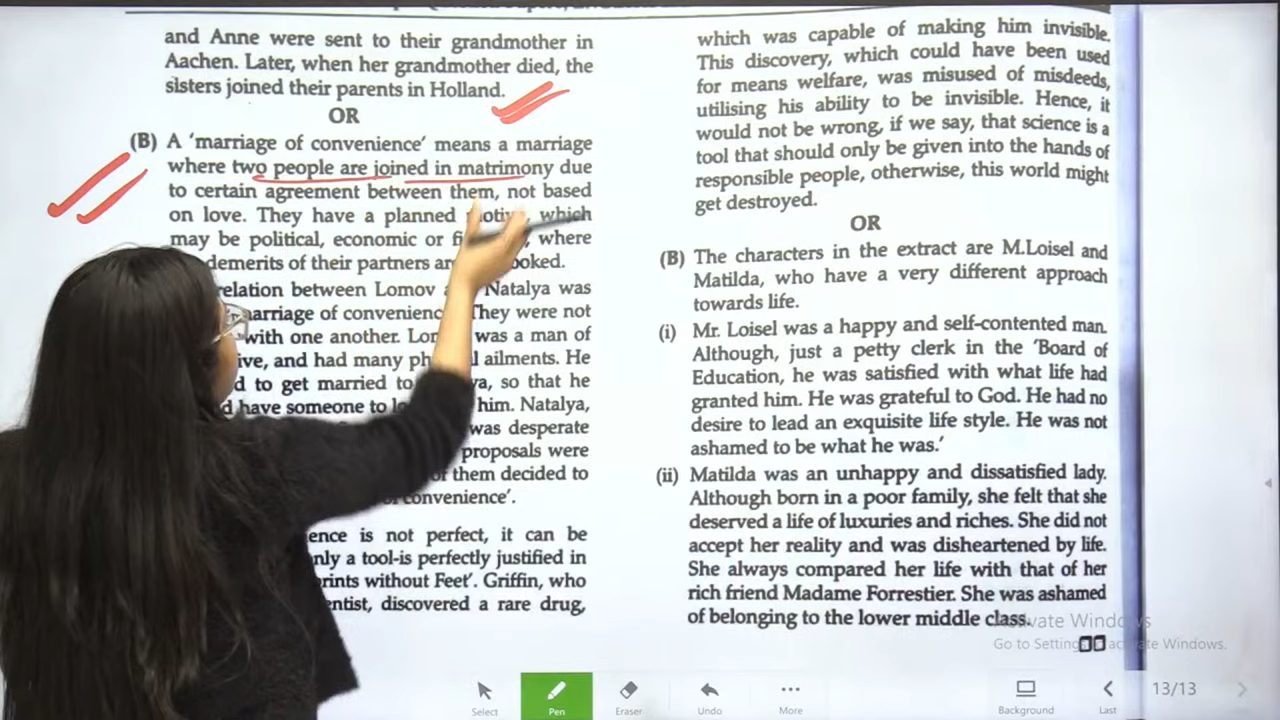 and Anne were sent to their grandmother in
Aachen. Later, when her grandmother died, the
sisters joined their parents in Holland.
OR
(B) A 'marriage of convenience' means a marriage
where two people are joined in matrimony due
to certain agreement between them, not based
on love. They have a planned which
may be political, economic or where
demerits of their partners
relation between Lomov Natalya was
They were not
with one another. was a man of
and had many ailments. He
to get married to so that he
have someone to him. Natalya,
was desperate
proposals were
them decided to
convenience'.
is not perfect, it can be
only a tool-is perfectly justified in
without Feet'. Griffin, who
discovered a rare drug,
which was capable of making him invisible.
This discovery, which could have been used
for means welfare, was misused of misdeeds,
utilising his ability to be invisible. Hence, it
would not be wrong, if we say, that science is a
tool that should only be given into the hands of
responsible people, otherwise, this world might
get destroyed.
OR
(B) The characters in the extract are M.Loisel and
Matilda, who have a very different approach
towards life.
(i) Mr. Loisel was a happy and self-contented man.
Although, just a petty clerk in the 'Board of
Education, he was satisfied with what life had
granted him. He was grateful to God. He had no
desire to lead an exquisite life style. He was not
ashamed to be what he was.'
(ii) Matilda was an unhappy and dissatisfied lady.
Although born in a poor family, she felt that she
deserved a life of luxuries and riches. She did not
accept her reality and was disheartened by life.
She always compared her life with that of her
rich friend Madame Forrestier. She was ashamed
of belonging to the lower middle class.
Activate Windows
Go to Settings to activate Windows.
Select
Pen
Eraser
Undo
More
Background
Last
13/13